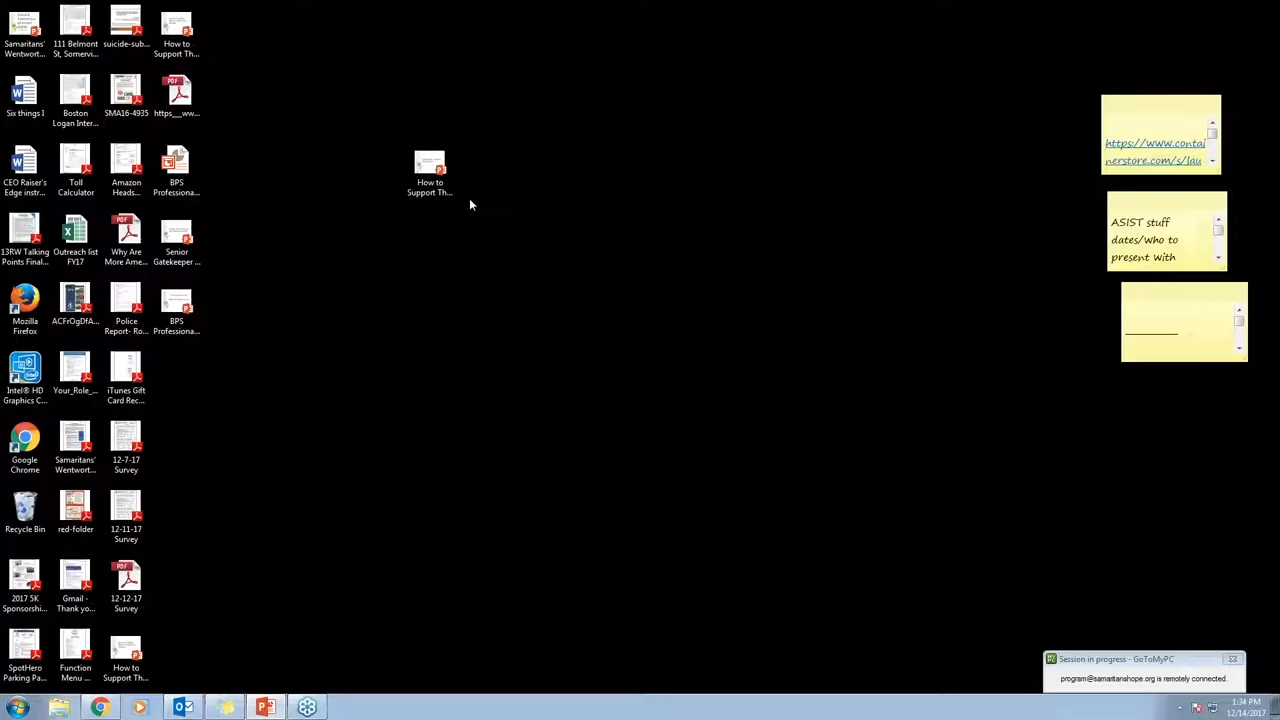 Samaritans'
Wentwort...
111 Belmont
St, Somervi...
suicide-sub...
How to
Support Th...
Six things I
Boston
Logan Inter...
SMA16-4935
PDF
https___ww...
CEO Raiser's
Edge instr...
Toll
Calculator
Amazon
Heads...
BPS
Professiona...
How to
Support Th...
13RW Talking
Points Final...
Outreach list
FY17
PDF
Why Are
More Ame...
Senior
Gatekeeper ...
Mozilla
Firefox
ACFrOgDfA...
Police
Report- Ro...
BPS
Professiona...
Intel® HD
Graphics C...
Your_Role_...
iTunes Gift
Card Rec...
Google
Chrome
Samaritans'
Wentwort...
12-7-17
Survey
Recycle Bin
red-folder
12-11-17
Survey
2017 5K
Sponsorshi...
Gmail -
Thank yo...
PDF
12-12-17
Survey
SpotHero
Parking Pa...
Function
Menu ...
How to
Support Th...
https://www.contai
nerstore.com/s/lau
ASIST stuff
dates/who to
present with
Session in progress - GoToMyPC
program@samaritanshope.org is remotely connected.
1:34 PM
12/14/2017